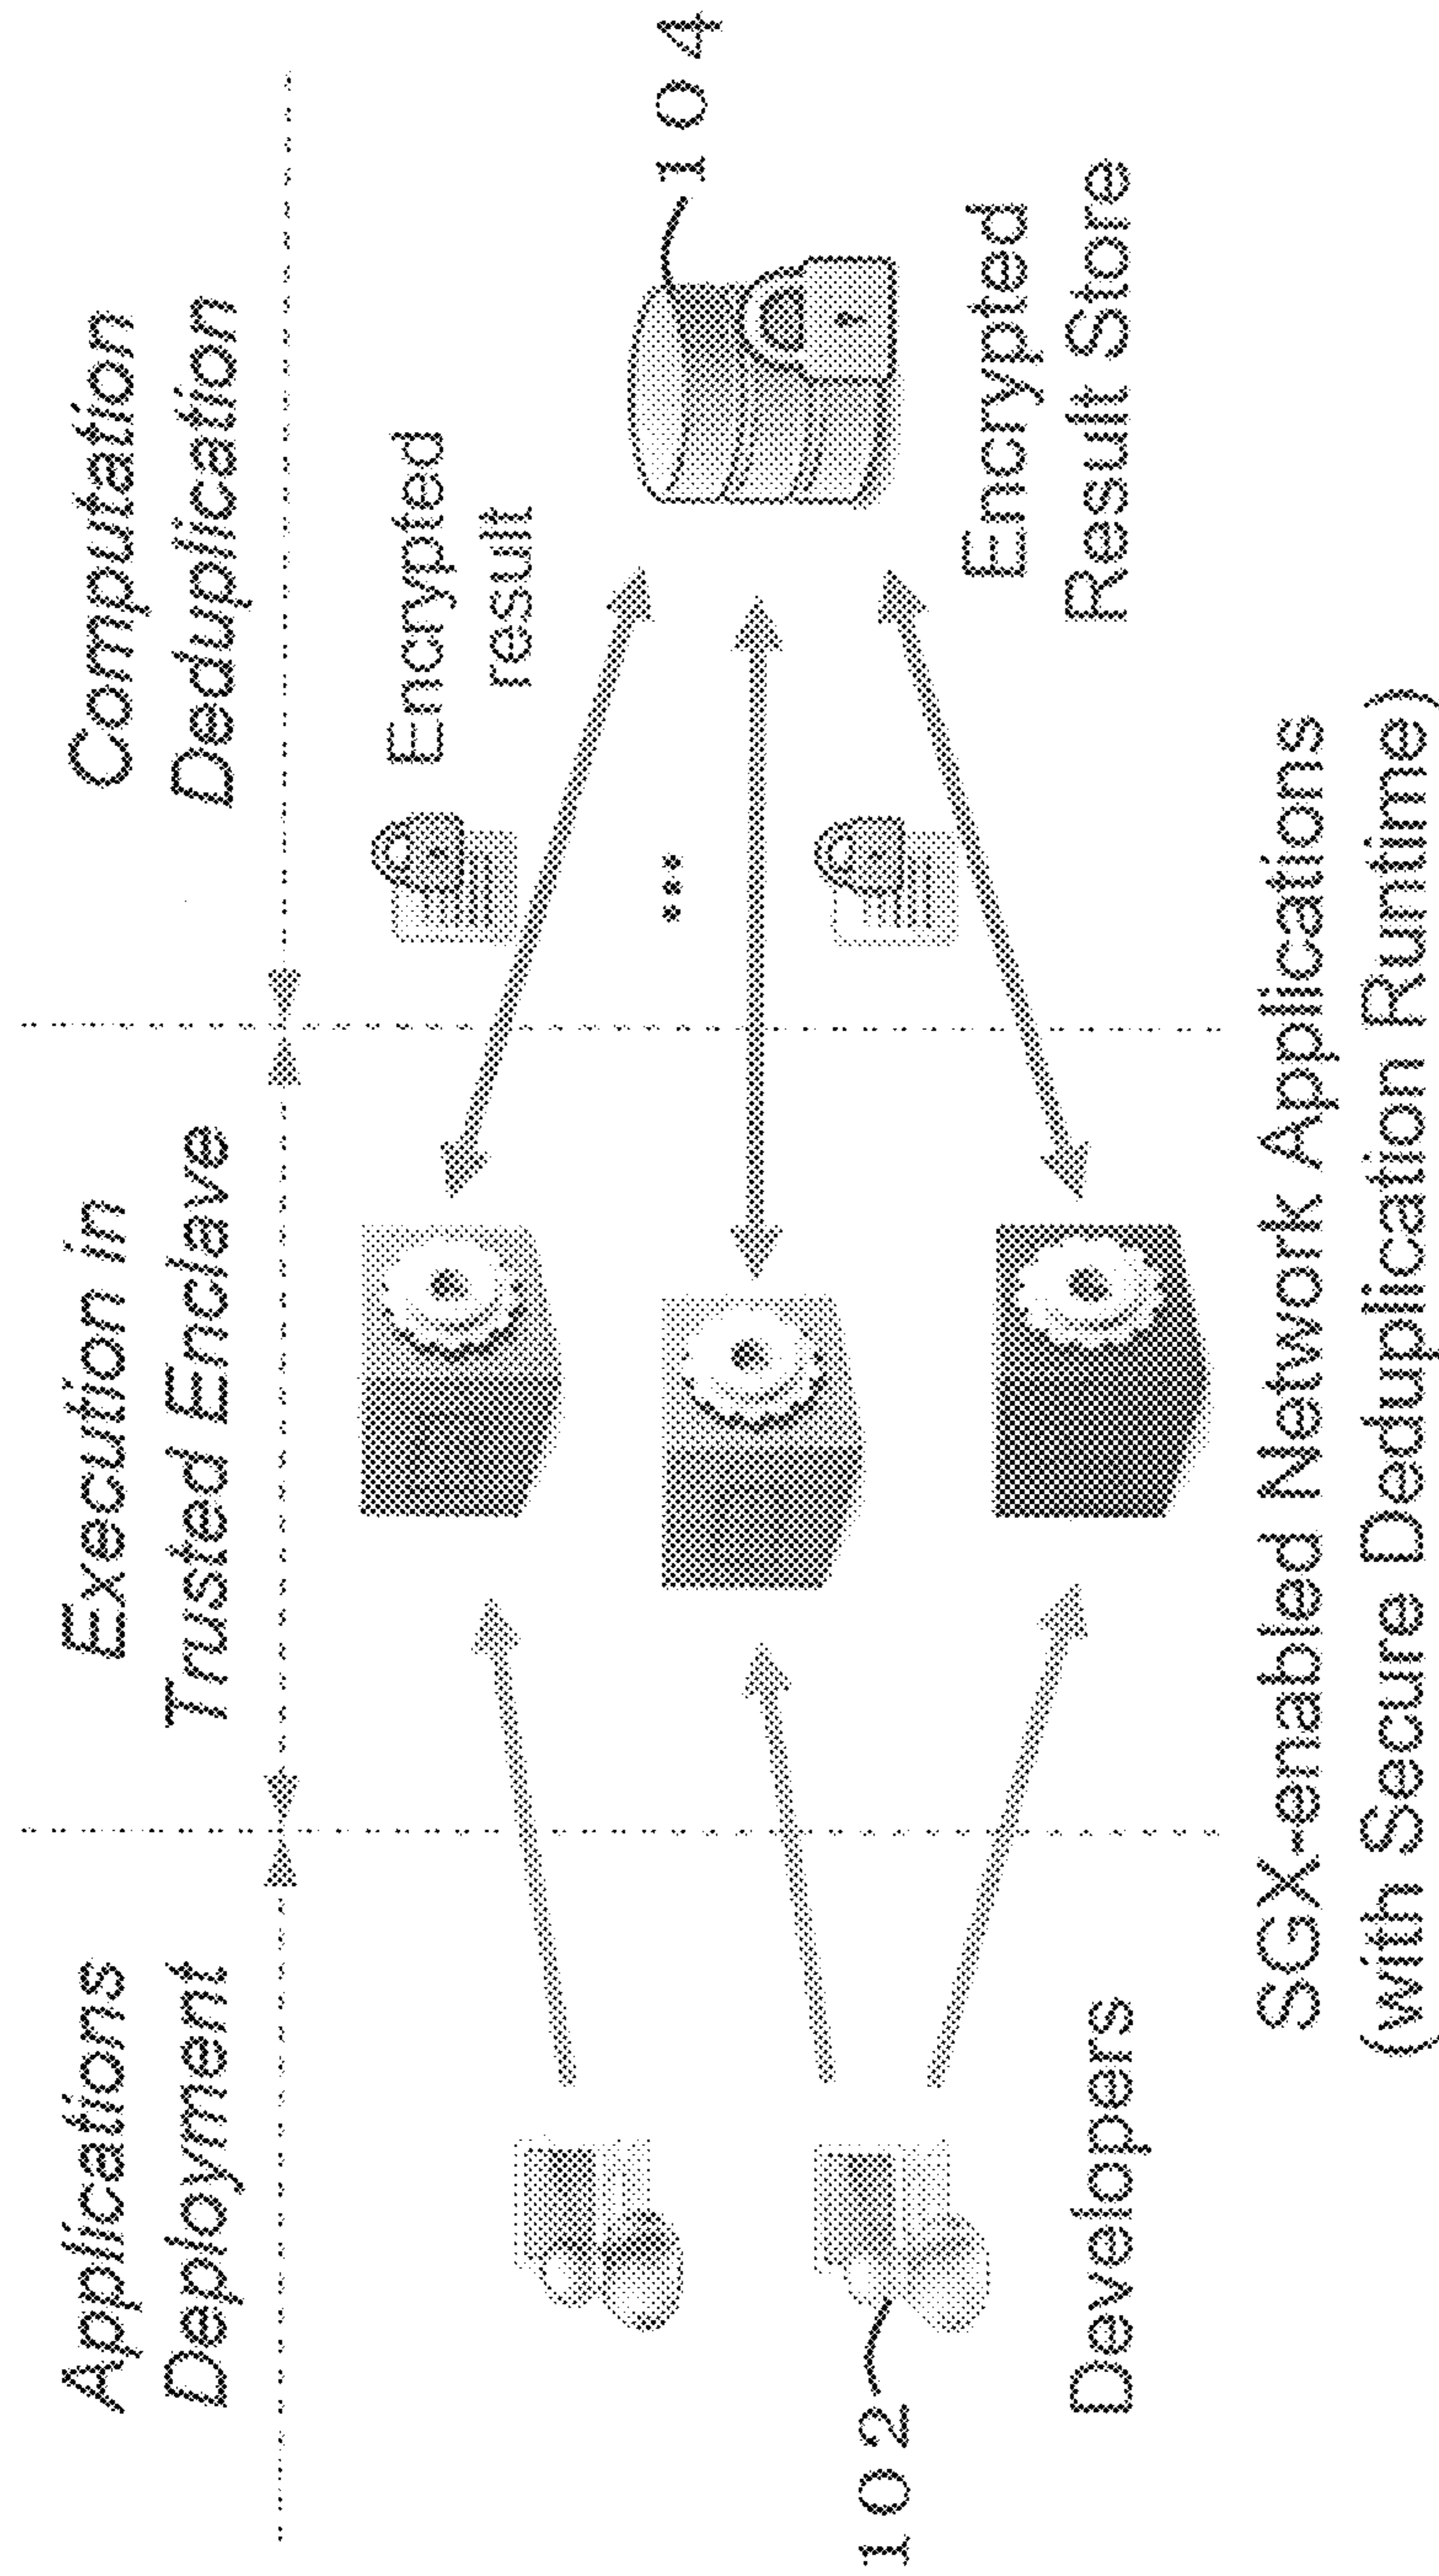 Applications
Deployment
Execution in
Trusted Enclave
Computation
Deduplication
Encrypted
result
...
104
102
Encrypted
Result Store
Developers
SGX-enabled Network Applications
(with Secure Deduplication Runtime)